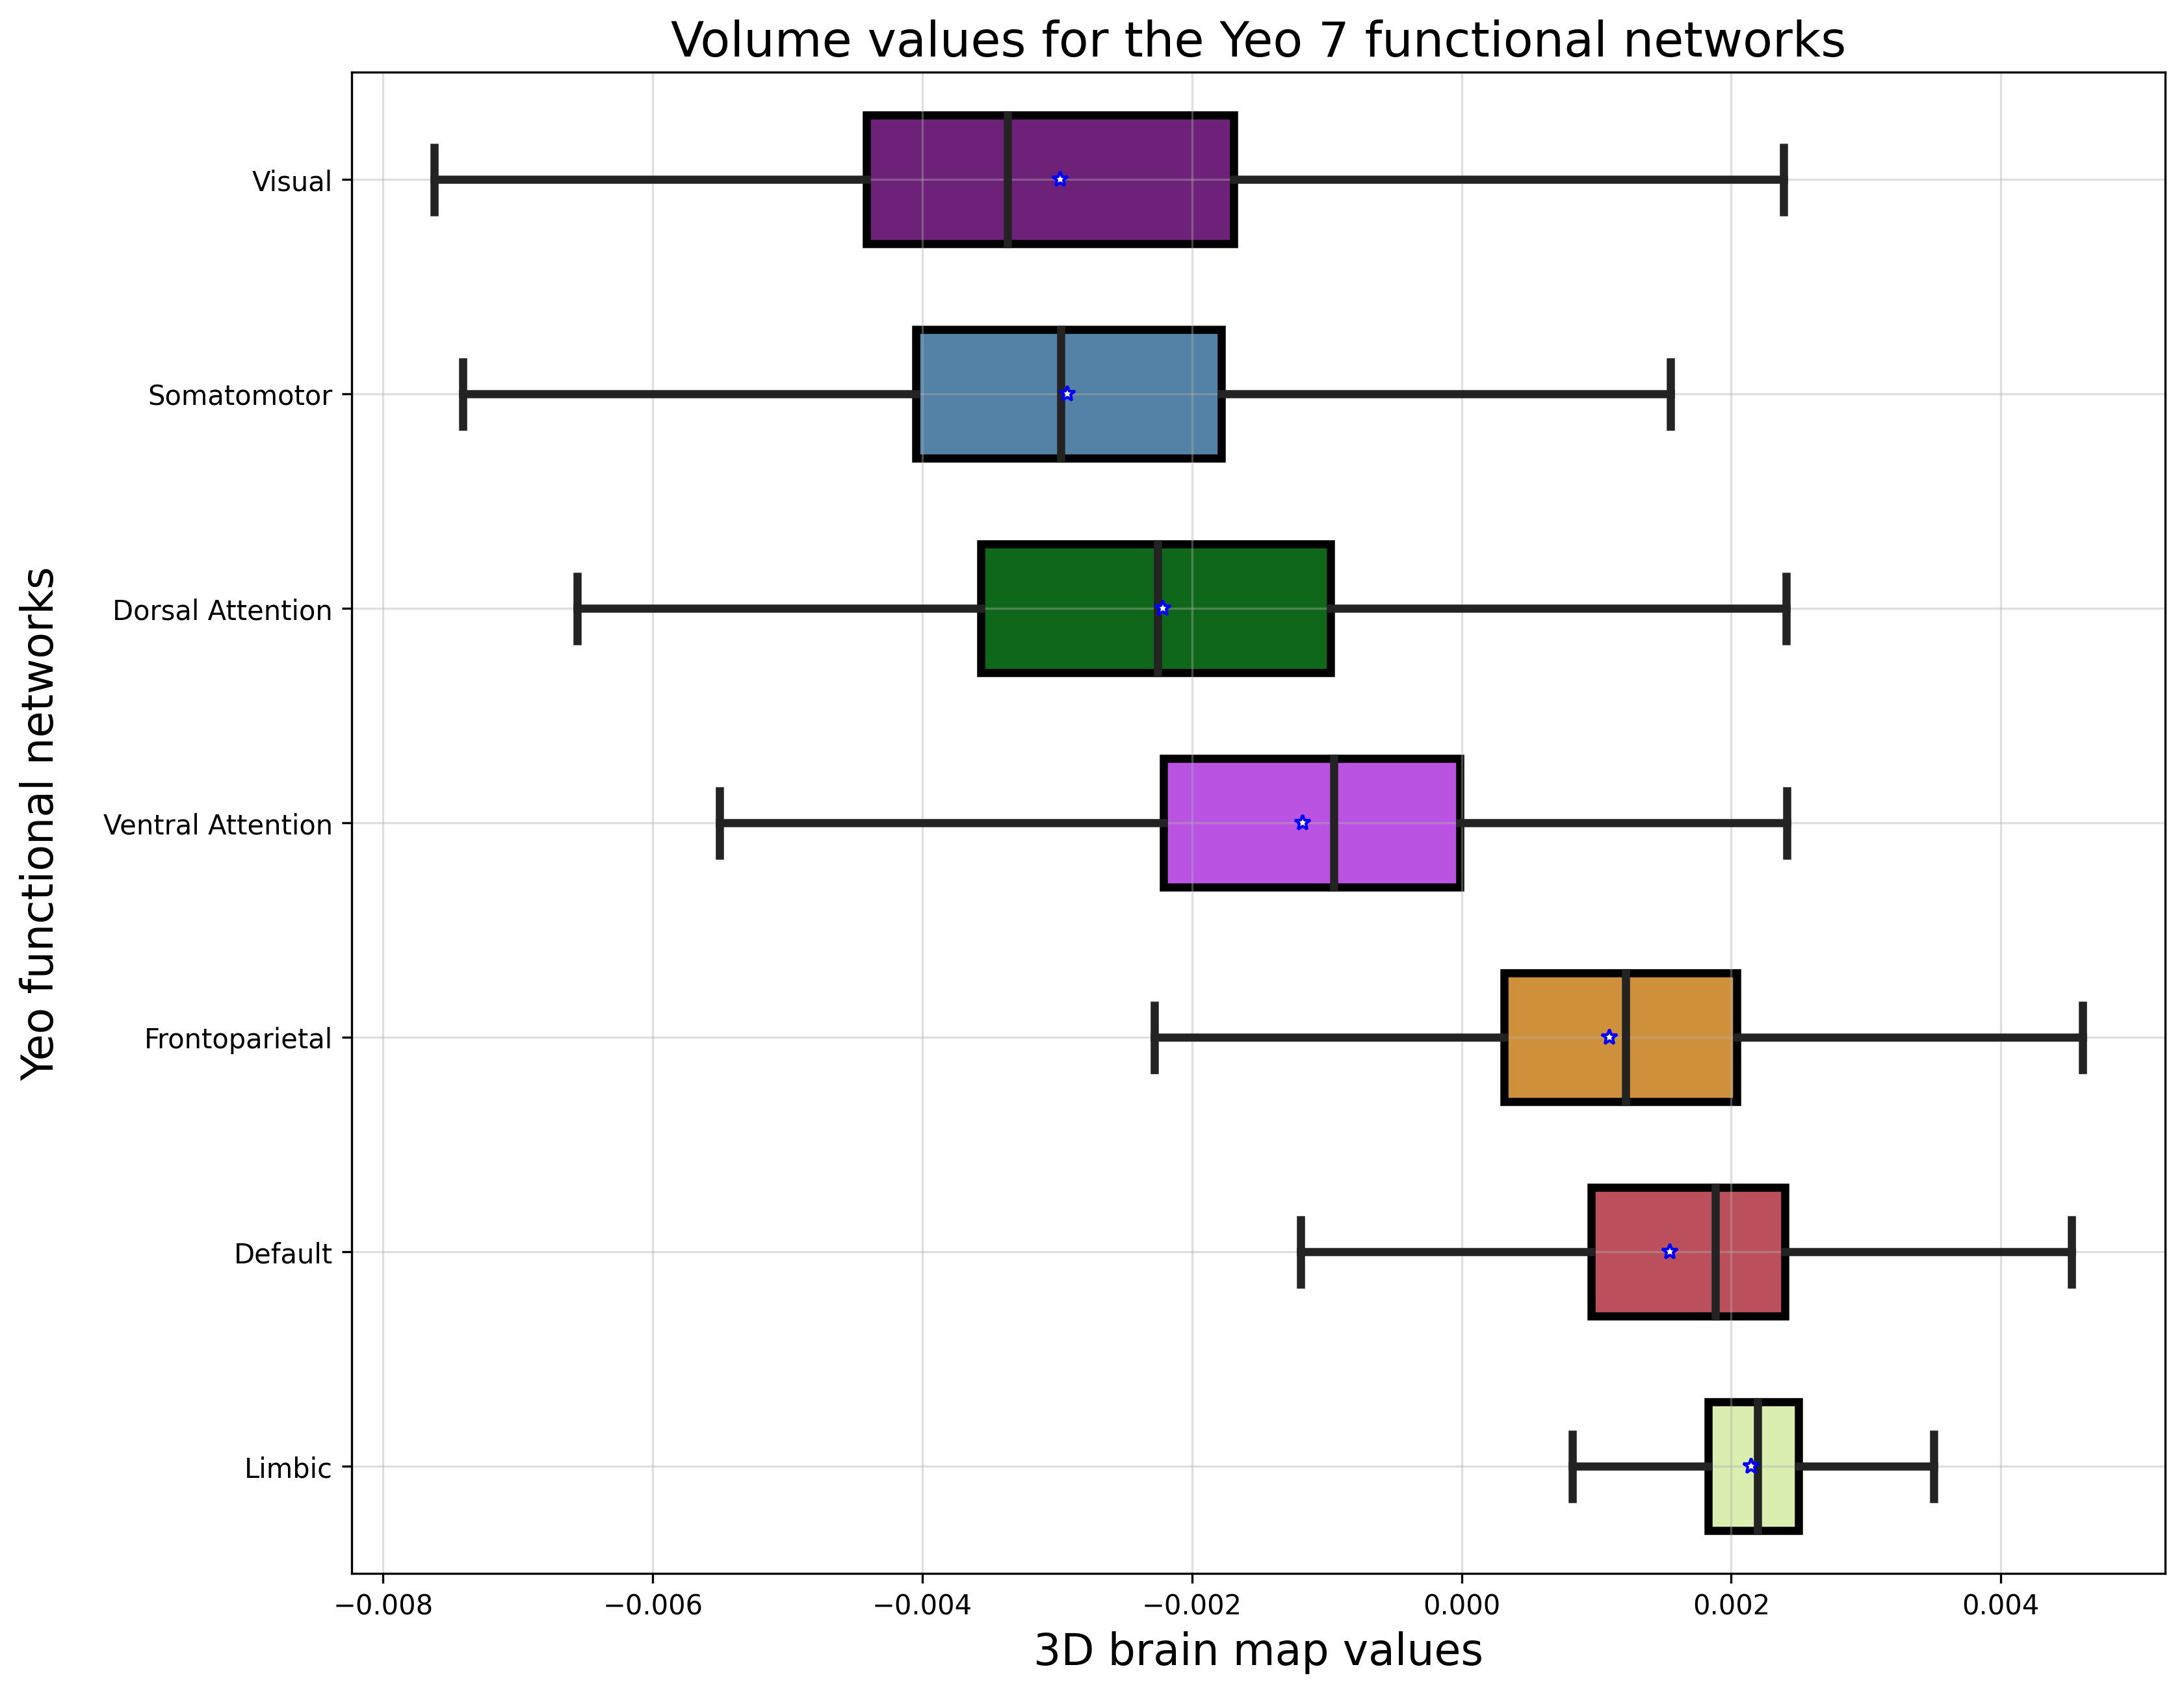 Volume values for the Yeo 7 functional networks
Yeo functional networks
Visual
Somatomotor
Dorsal Attention
Ventral Attention
Frontoparietal
Default
Limbic
−0.008 −0.006 −0.004 −0.002 0.000 0.002 0.004
3D brain map values